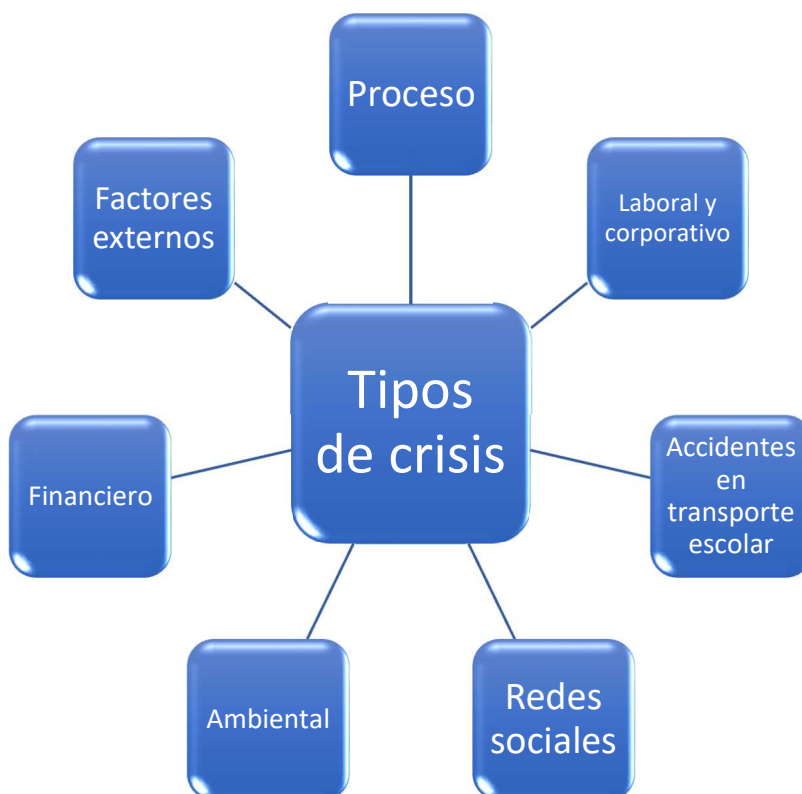 Proceso
Factores
externos
Laboral y
corporativo
Tipos
de crisis
Financiero
Accidentes
en
transporte
escolar
Ambiental
Redes
sociales